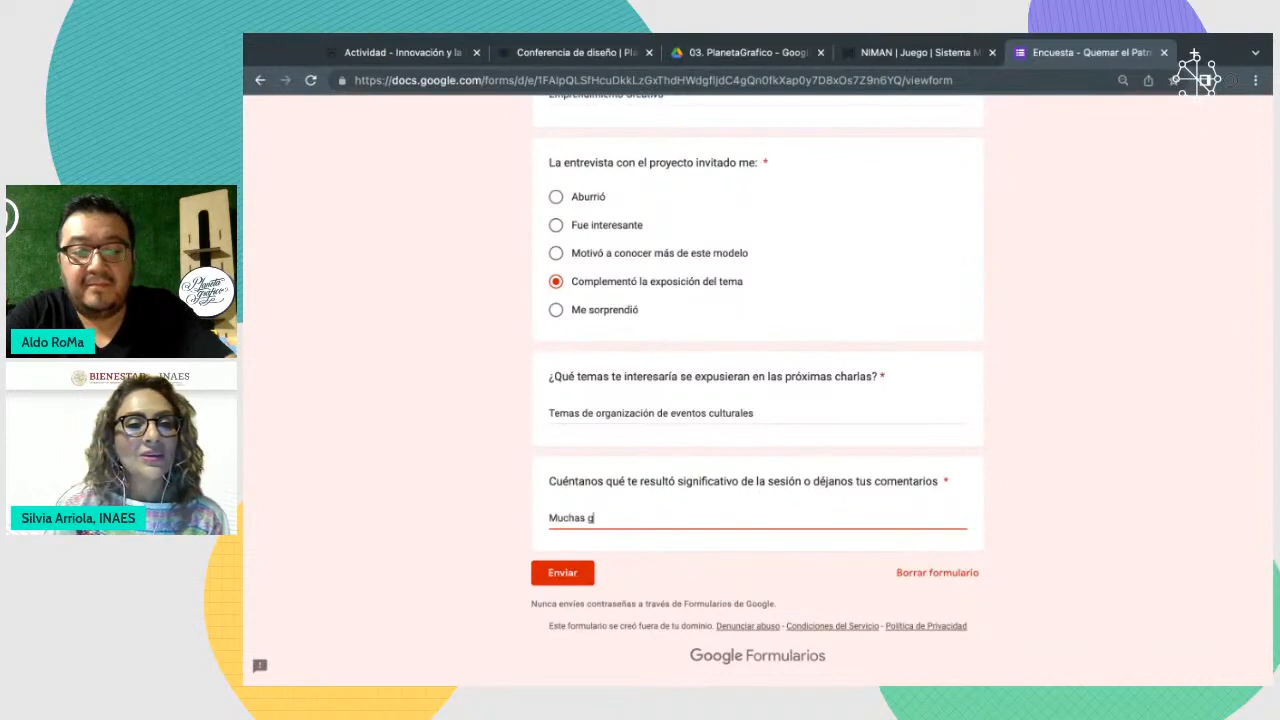 Actividad - Innovación y la
Conferencia de diseño | Pla
03. PlanetaGrafico - Googl
NIMAN | Juego | Sistema M
Encuesta - Quemar el Patr
https://docs.google.com/forms/d/e/1FAIpQLSfHcuDkkLzGxThdHWdgfIjdC4gQn0fkXap0y7D8xOs7Z9n6YQ/viewform
Emprendimiento Creativo
La entrevista con el proyecto invitado me: *
Aburrió
Fue interesante
Motivó a conocer más de este modelo
Complementó la exposición del tema
Me sorprendió
¿Qué temas te interesaría se expusieran en las próximas charlas? *
Temas de organización de eventos culturales
Cuéntanos qué te resultó significativo de la sesión o déjanos tus comentarios *
Muchas g
Enviar
Borrar formulario
Nunca envíes contraseñas a través de Formularios de Google.
Este formulario se creó fuera de tu dominio. Denunciar abuso - Condiciones del Servicio - Política de Privacidad
Google Formularios
Planeta
Gráfico
Aldo RoMa
BIENESTAR
INAES
Silvia Arriola, INAES